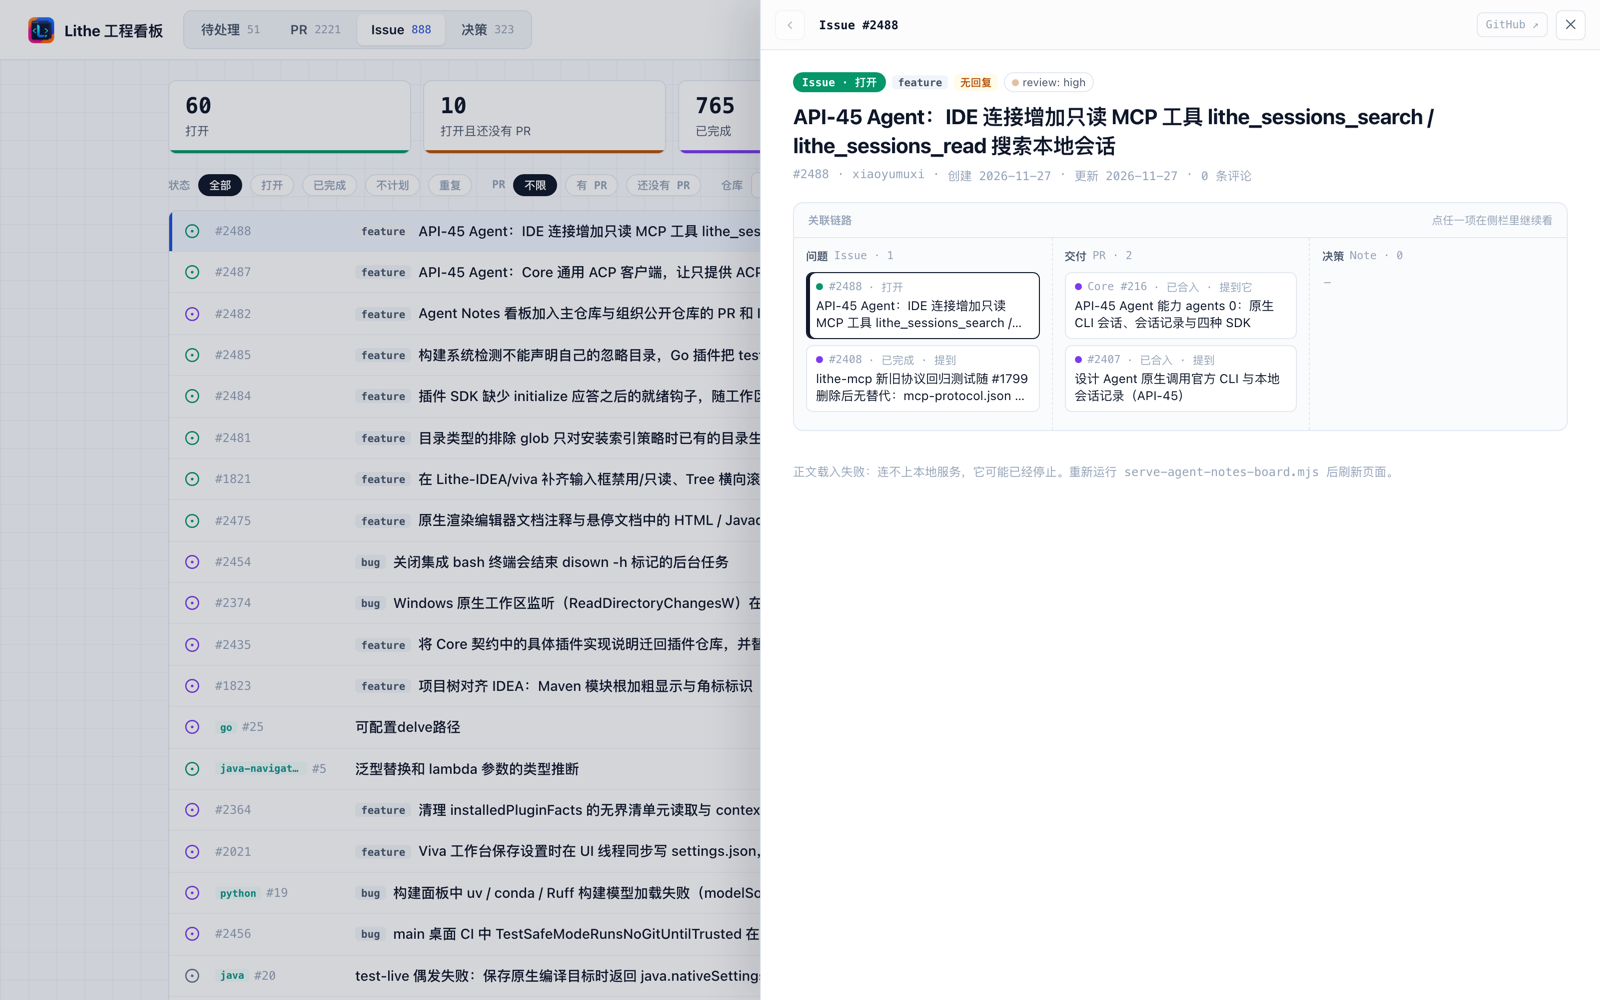 Lithe 工程看板
待处理 51
PR 2221
Issue 888
决策 323
60
打开
10
打开且还没有 PR
765
已完成
状态 全部 打开 已完成 不计划 重复 PR 不限 有 PR 还没有 PR 仓库
#2488 feature API-45 Agent：IDE 连接增加只读 MCP 工具 lithe_ses
#2487 feature API-45 Agent：Core 通用 ACP 客户端，让只提供 ACP
#2482 feature Agent Notes 看板加入主仓库与组织公开仓库的 PR 和
#2485 feature 构建系统检测不能声明自己的忽略目录，Go 插件把 tes
#2484 feature 插件 SDK 缺少 initialize 应答之后的就绪钩子，随工作区
#2481 feature 目录类型的排除 glob 只对安装索引策略时已有的目录生
#1821 feature 在 Lithe-IDEA/viva 补齐输入框禁用/只读、Tree 横向滚
#2475 feature 原生渲染编辑器文档注释与悬停文档中的 HTML / Javad
#2454 bug 关闭集成 bash 终端会结束 disown -h 标记的后台任务
#2374 bug Windows 原生工作区监听（ReadDirectoryChangesW）在
#2435 feature 将 Core 契约中的具体插件实现说明迁回插件仓库，并替
#1823 feature 项目树对齐 IDEA：Maven 模块根加粗显示与角标标识
go #25 可配置delve路径
java-navigat… #5 泛型替换和 lambda 参数的类型推断
#2364 feature 清理 installedPluginFacts 的无界清单元读取与 contex
#2021 feature Viva 工作台保存设置时在 UI 线程同步写 settings.json，
python #19 bug 构建面板中 uv / conda / Ruff 构建模型加载失败（modelSo
#2456 bug main 桌面 CI 中 TestSafeModeRunsNoGitUntilTrusted 在
java #20 test-live 偶发失败：保存原生编译目标时返回 java.nativeSetting
Issue #2488
GitHub ↗
Issue · 打开 feature 无回复 review: high
API-45 Agent：IDE 连接增加只读 MCP 工具 lithe_sessions_search /
lithe_sessions_read 搜索本地会话
#2488 · xiaoyumuxi · 创建 2026-11-27 · 更新 2026-11-27 · 0 条评论
关联链路 点任一项在侧栏里继续看
问题 Issue · 1
#2488 · 打开
API-45 Agent：IDE 连接增加只读
MCP 工具 lithe_sessions_search /…
#2408 · 已完成 · 提到
lithe-mcp 新旧协议回归测试随 #1799
删除后无替代：mcp-protocol.json …
交付 PR · 2
Core #216 · 已合入 · 提到它
API-45 Agent 能力 agents 0：原生
CLI 会话、会话记录与四种 SDK
#2407 · 已合入 · 提到
设计 Agent 原生调用官方 CLI 与本地
会话记录（API-45）
决策 Note · 0
—
正文载入失败：连不上本地服务，它可能已经停止。重新运行 serve-agent-notes-board.mjs 后刷新页面。